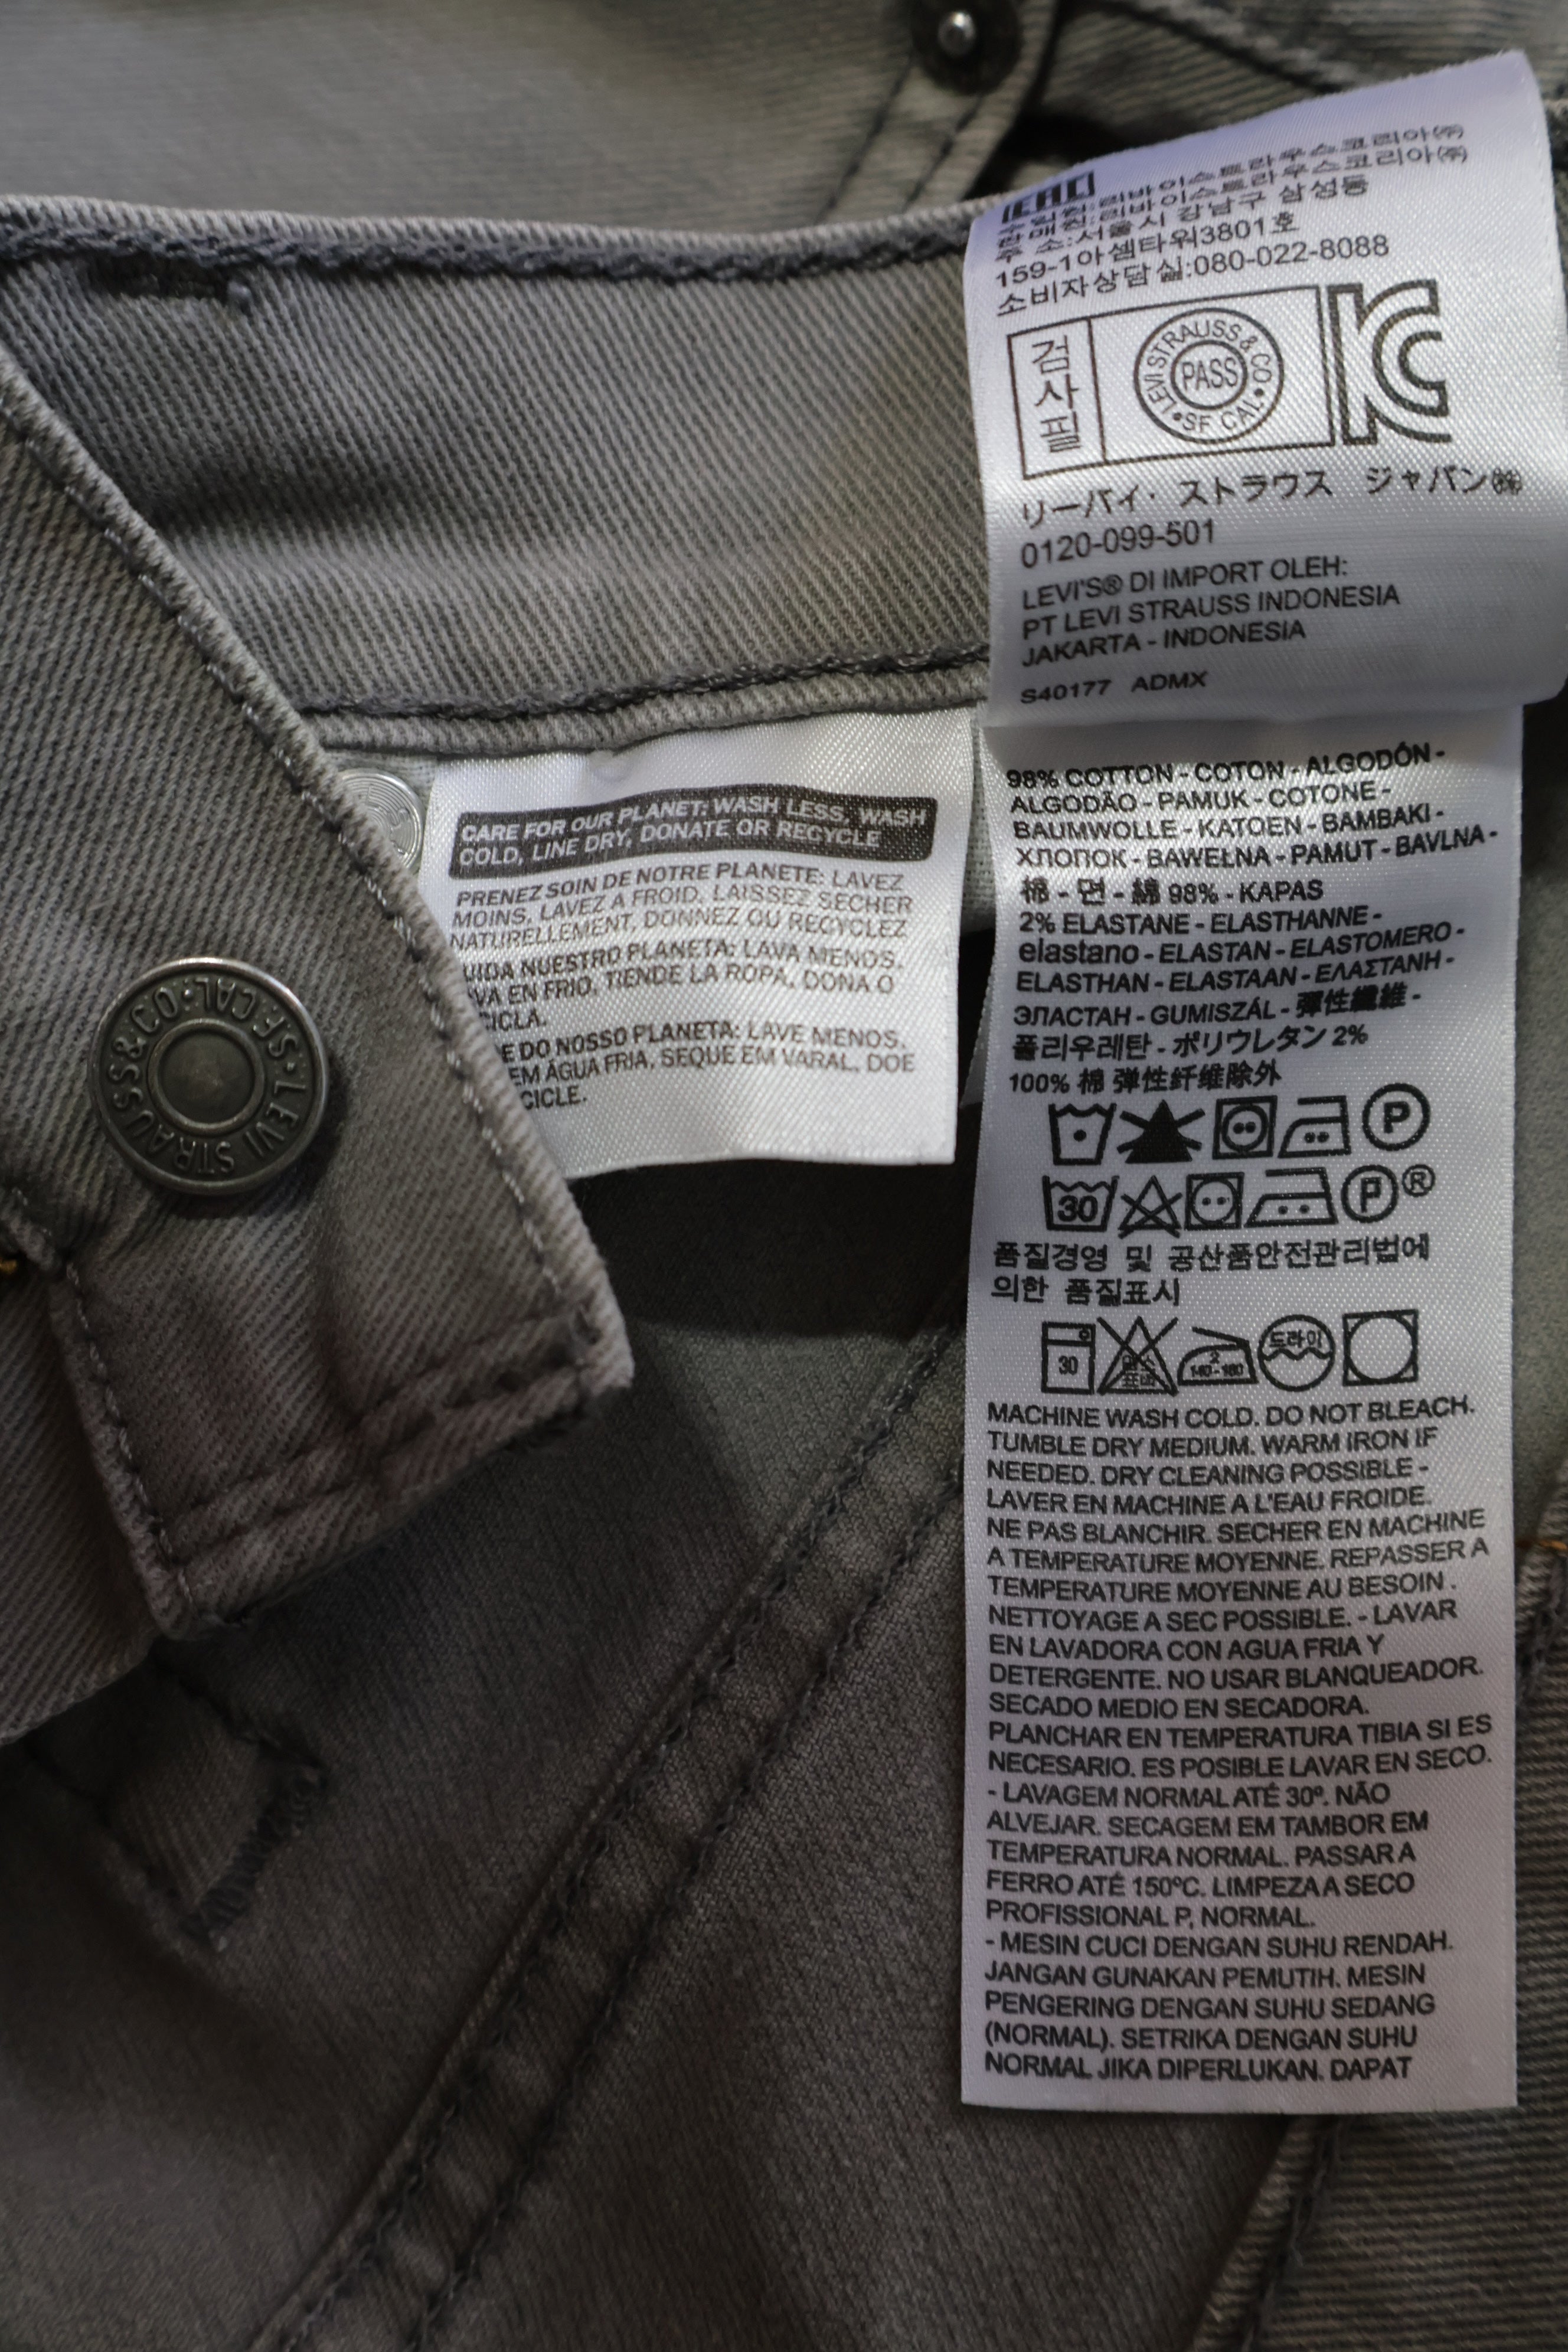 LEVI STRAUSS & CO. S.F. CAL.
CARE FOR OUR PLANET: WASH LESS, WASH
COLD, LINE DRY, DONATE OR RECYCLE
PRENEZ SOIN DE NOTRE PLANETE: LAVEZ
MOINS, LAVEZ A FROID, LAISSEZ SECHER
NATURELLEMENT, DONNEZ OU RECYCLEZ
UIDA NUESTRO PLANETA: LAVA MENOS,
VA EN FRIO, TIENDE LA ROPA, DONA O
CICLA.
E DO NOSSO PLANETA: LAVE MENOS,
EM ÁGUA FRIA, SEQUE EM VARAL, DOE
CICLE.
EAC
수입원:리바이스트라우스코리아㈜
판매원:리바이스트라우스코리아㈜
주 소:서울시 강남구 삼성동
159-1아셈타워3801호
소비자상담실:080-022-8088
검사필
LEVI STRAUSS & CO
PASS
SF CAL
リーバイ・ストラウス ジャパン㈱
0120-099-501
LEVI'S® DI IMPORT OLEH:
PT LEVI STRAUSS INDONESIA
JAKARTA - INDONESIA
S40177 ADMX
98% COTTON - COTON - ALGODÓN -
ALGODÃO - PAMUK - COTONE -
BAUMWOLLE - KATOEN - BAMBAKI -
ХЛОПОК - BAWEŁNA - PAMUT - BAVLNA -
棉 - 면 - 綿 98% - KAPAS
2% ELASTANE - ELASTHANNE -
elastano - ELASTAN - ELASTOMERO -
ELASTHAN - ELASTAAN - ΕΛΑΣΤΑΝΗ -
ЭЛАСТАН - GUMISZÁL - 彈性纖維 -
폴리우레탄 - ポリウレタン 2%
100% 棉 弹性纤维除外
P
30 P ®
품질경영 및 공산품안전관리법에
의한 품질표시
30 2 140-160 드라이
MACHINE WASH COLD. DO NOT BLEACH.
TUMBLE DRY MEDIUM. WARM IRON IF
NEEDED. DRY CLEANING POSSIBLE -
LAVER EN MACHINE A L'EAU FROIDE.
NE PAS BLANCHIR. SECHER EN MACHINE
A TEMPERATURE MOYENNE. REPASSER A
TEMPERATURE MOYENNE AU BESOIN .
NETTOYAGE A SEC POSSIBLE. - LAVAR
EN LAVADORA CON AGUA FRIA Y
DETERGENTE. NO USAR BLANQUEADOR.
SECADO MEDIO EN SECADORA.
PLANCHAR EN TEMPERATURA TIBIA SI ES
NECESARIO. ES POSIBLE LAVAR EN SECO.
- LAVAGEM NORMAL ATÉ 30º. NÃO
ALVEJAR. SECAGEM EM TAMBOR EM
TEMPERATURA NORMAL. PASSAR A
FERRO ATÉ 150ºC. LIMPEZA A SECO
PROFISSIONAL P, NORMAL.
- MESIN CUCI DENGAN SUHU RENDAH.
JANGAN GUNAKAN PEMUTIH. MESIN
PENGERING DENGAN SUHU SEDANG
(NORMAL). SETRIKA DENGAN SUHU
NORMAL JIKA DIPERLUKAN. DAPAT